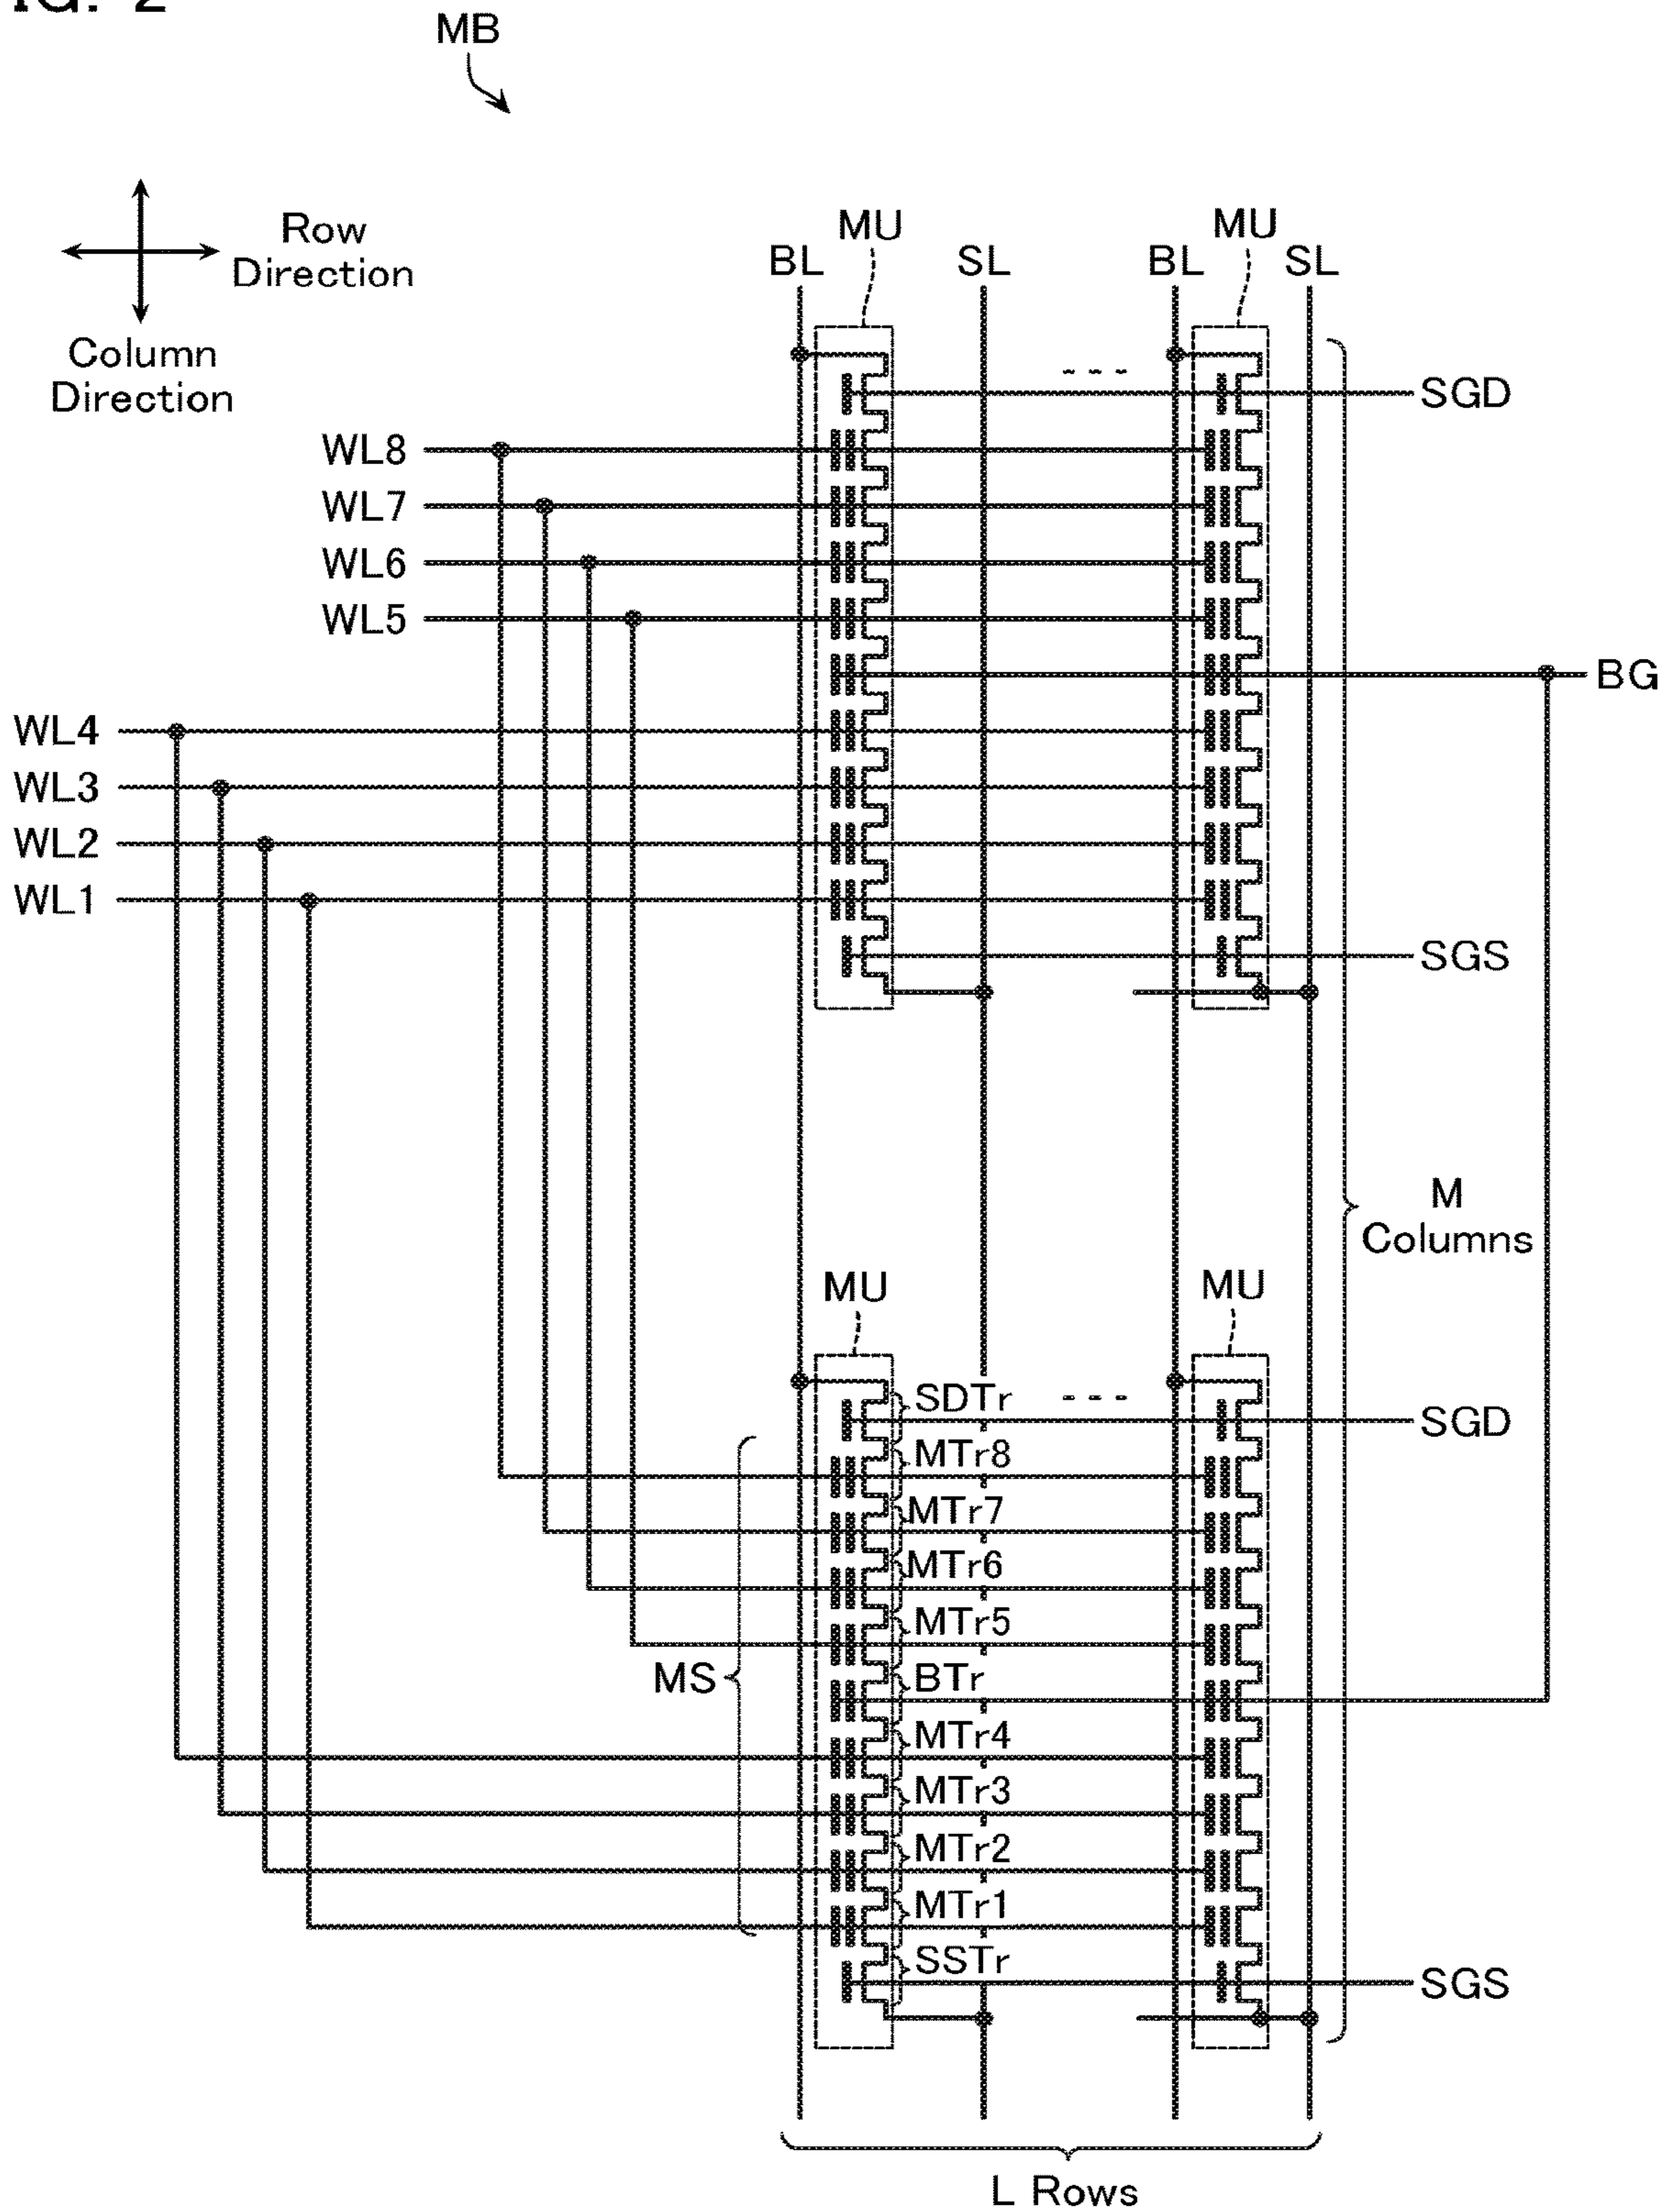 IG. 2
MB
Row
Direction
Column
Direction
MU
MU
BL
SL
BL
SL
SGD
WL8
WL7
WL6
WL5
BG
WL4
WL3
WL2
WL1
SGS
M
Columns
MU
MU
SDTr
SGD
MTr8
MTr7
MTr6
MTr5
MS
BTr
MTr4
MTr3
MTr2
MTr1
SSTr
SGS
L Rows